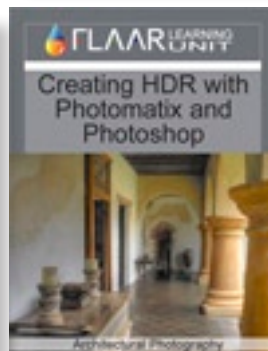 FLAAR LEARNING
UNIT
Creating HDR with
Photomatix and
Photoshop
Architectural Photography